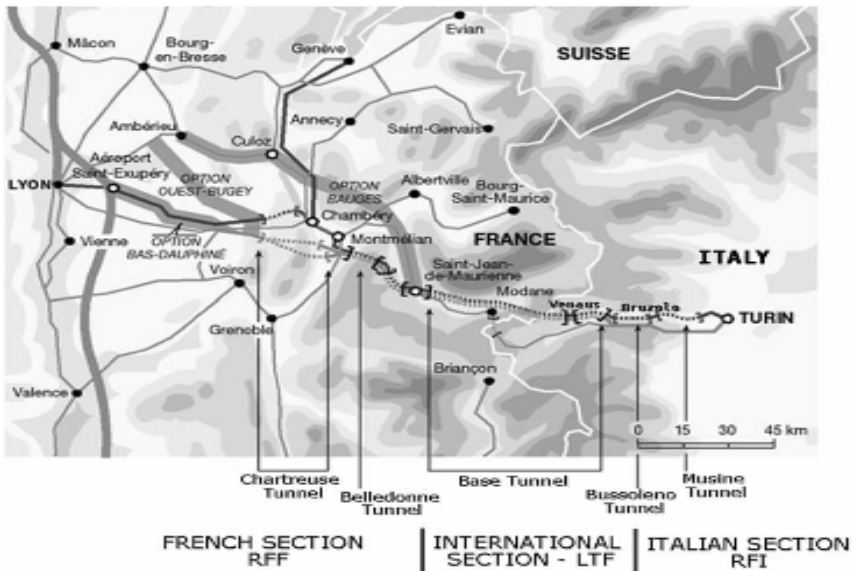 Evian
Mâcon
Bourg-
en-Bresse
Genève
SUISSE
Annecy
Saint-Gervais
Ambérieu
Culoz
Aéreport
Saint-Exupéry
OPTION
OUEST-BUGEY
LYON
OPTION
BAUGES
Albertville
Bourg-
Saint-Maurice
Chambéry
Vienne
OPTION
BAS-DAUPHINÉ
Montmélian
FRANCE
ITALY
Voiron
Saint-Jean-
de-Maurienne
Modane
Venaus
Bruzolo
TURIN
Grenoble
Briançon
Valence
0 15 30 45 km
Chartreuse
Tunnel
Belledonne
Tunnel
Base Tunnel
Bussoleno
Tunnel
Musine
Tunnel
FRENCH SECTION
RFF
INTERNATIONAL
SECTION - LTF
ITALIAN SECTION
RFI